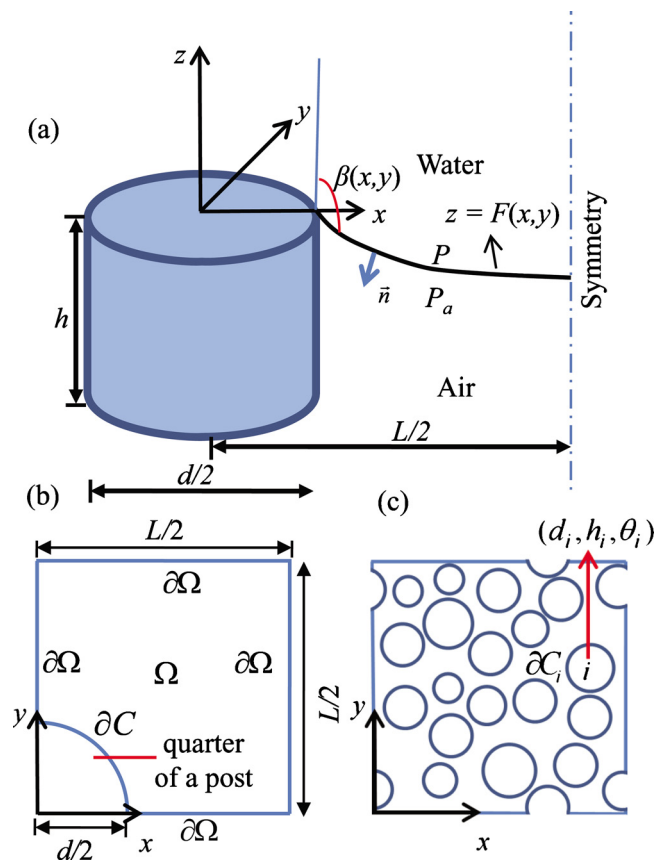 (a)
z
y
β(x,y)
Water
x
z = F(x,y)
P
n⃗
Pₐ
Symmetry
h
Air
L/2
d/2
(b)
L/2
∂Ω
∂Ω
Ω
∂Ω
y
∂C
quarter
of a post
d/2
x
∂Ω
L/2
(c)
(dᵢ, hᵢ, θᵢ)
∂Cᵢ
i
y
x